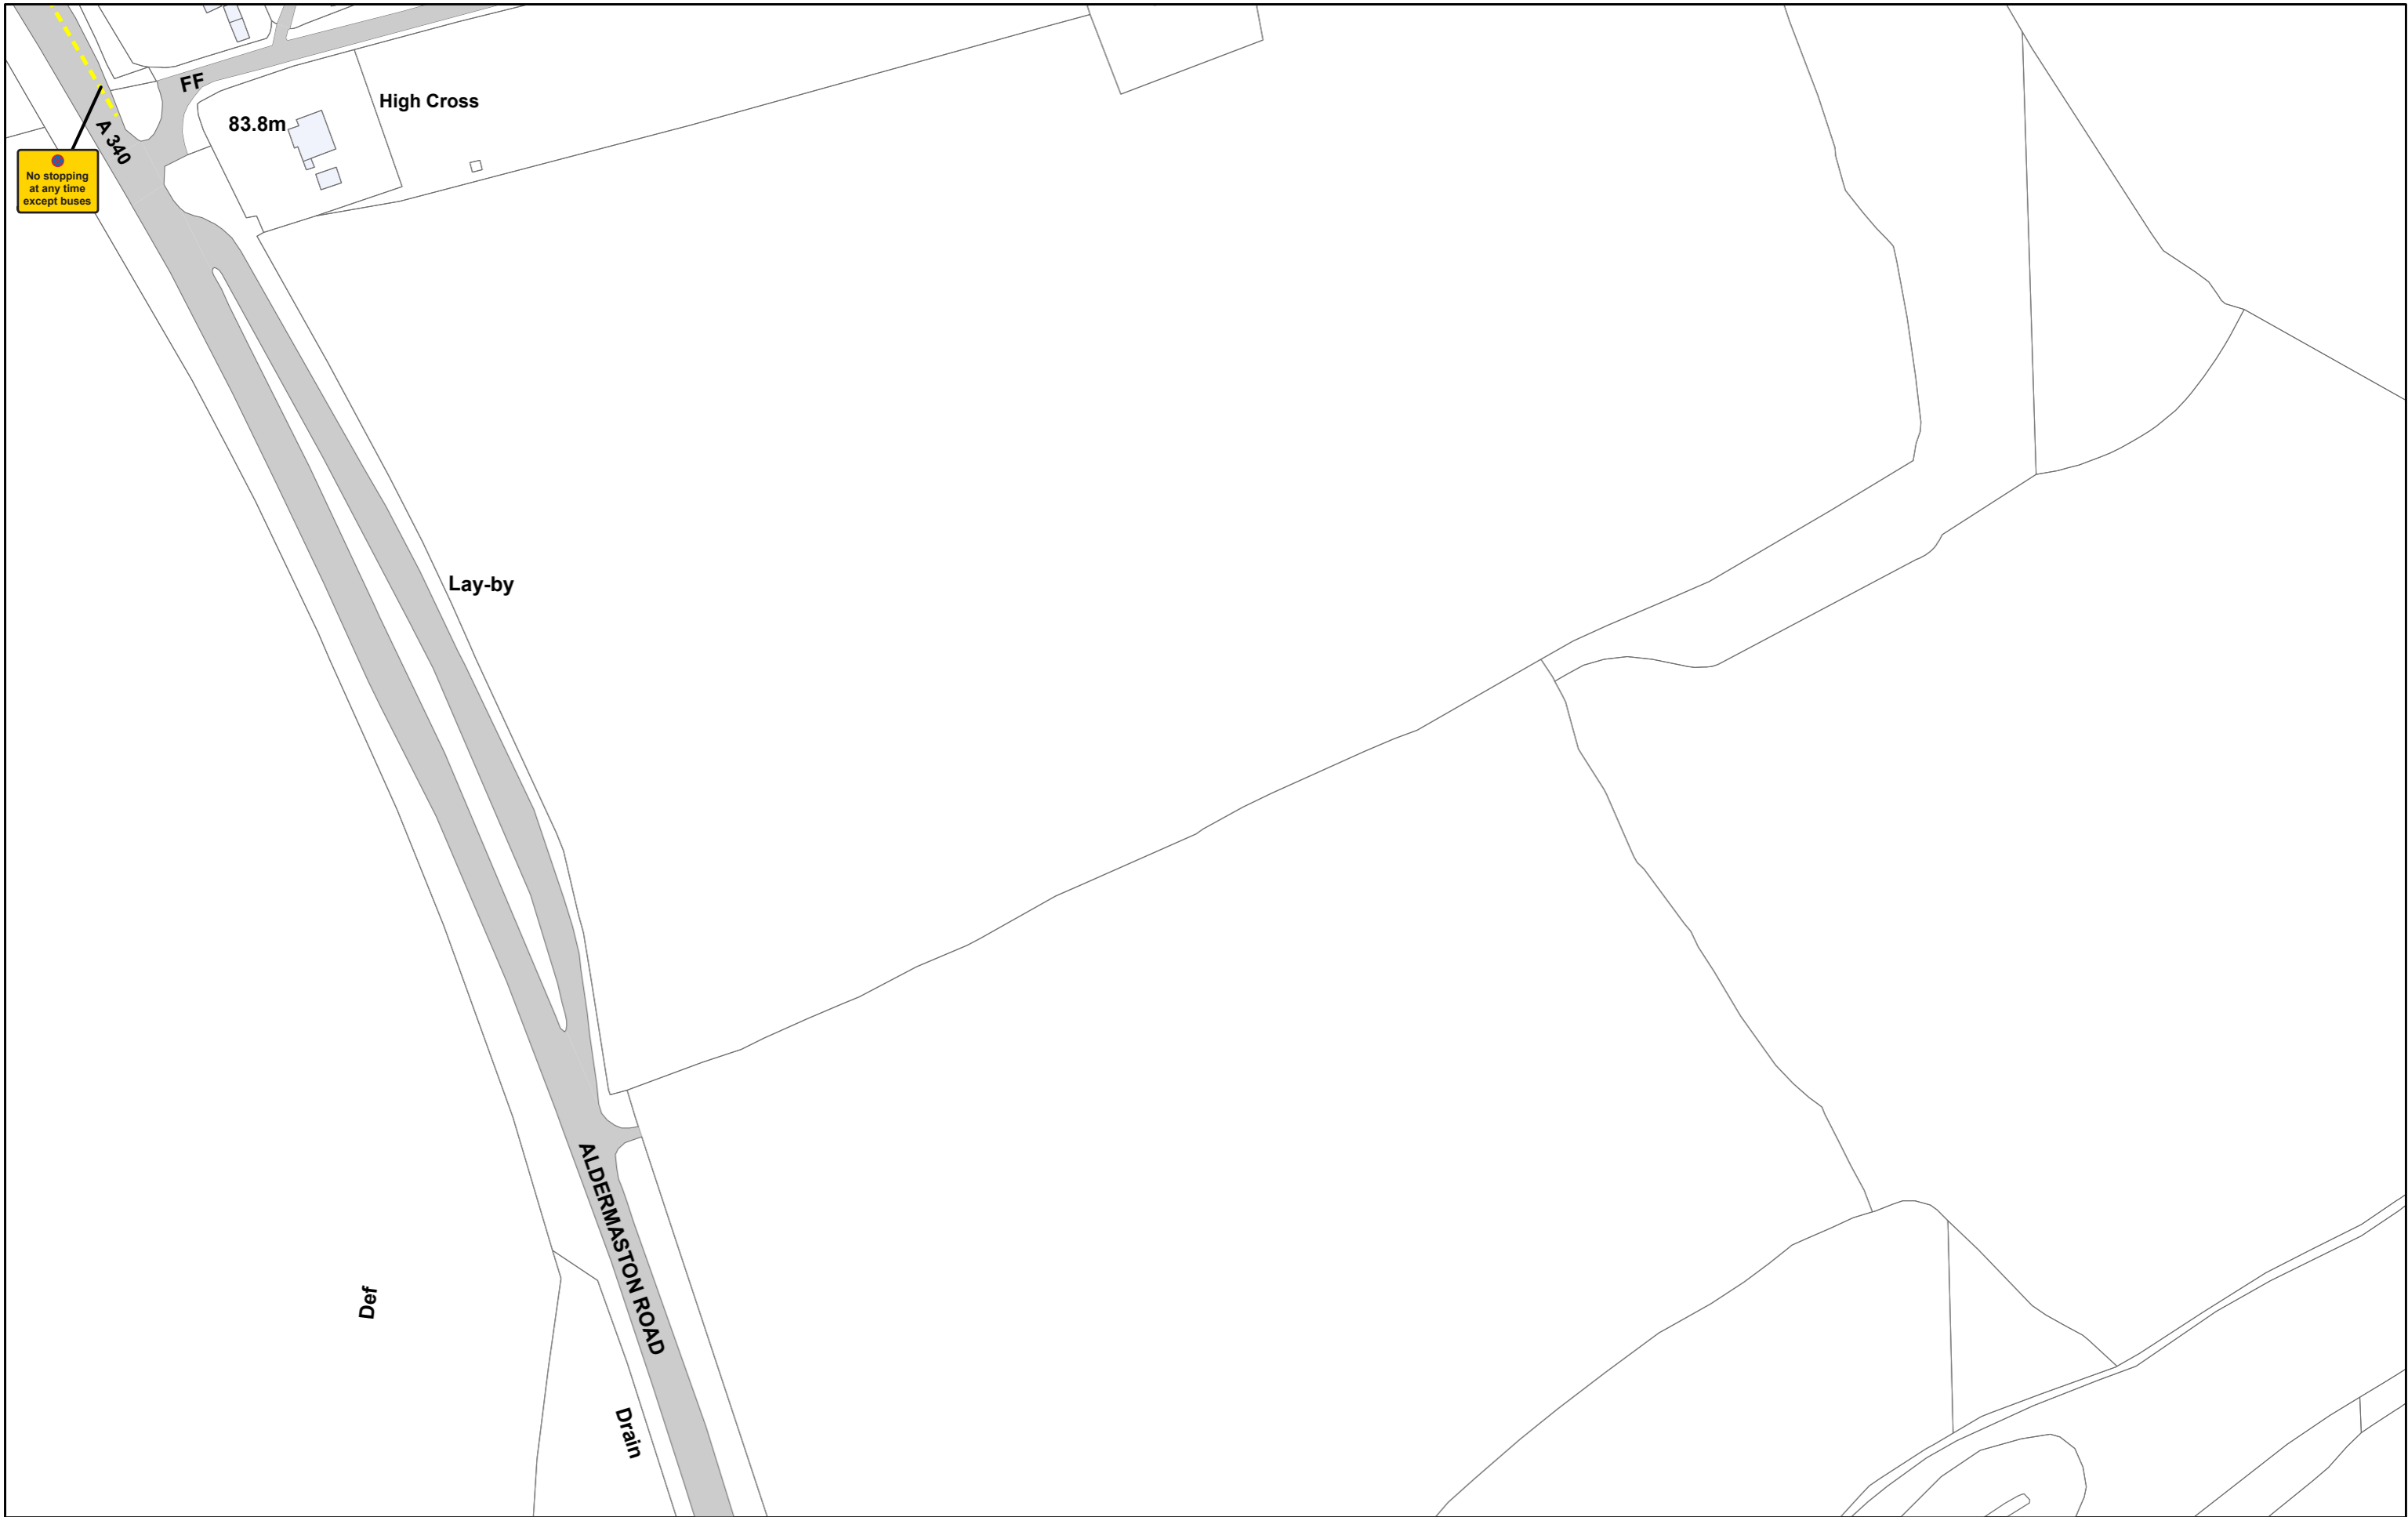 FF
High Cross
83.8m
A 340
No stopping
at any time
except buses
Lay-by
ALDERMASTON ROAD
Def
Drain